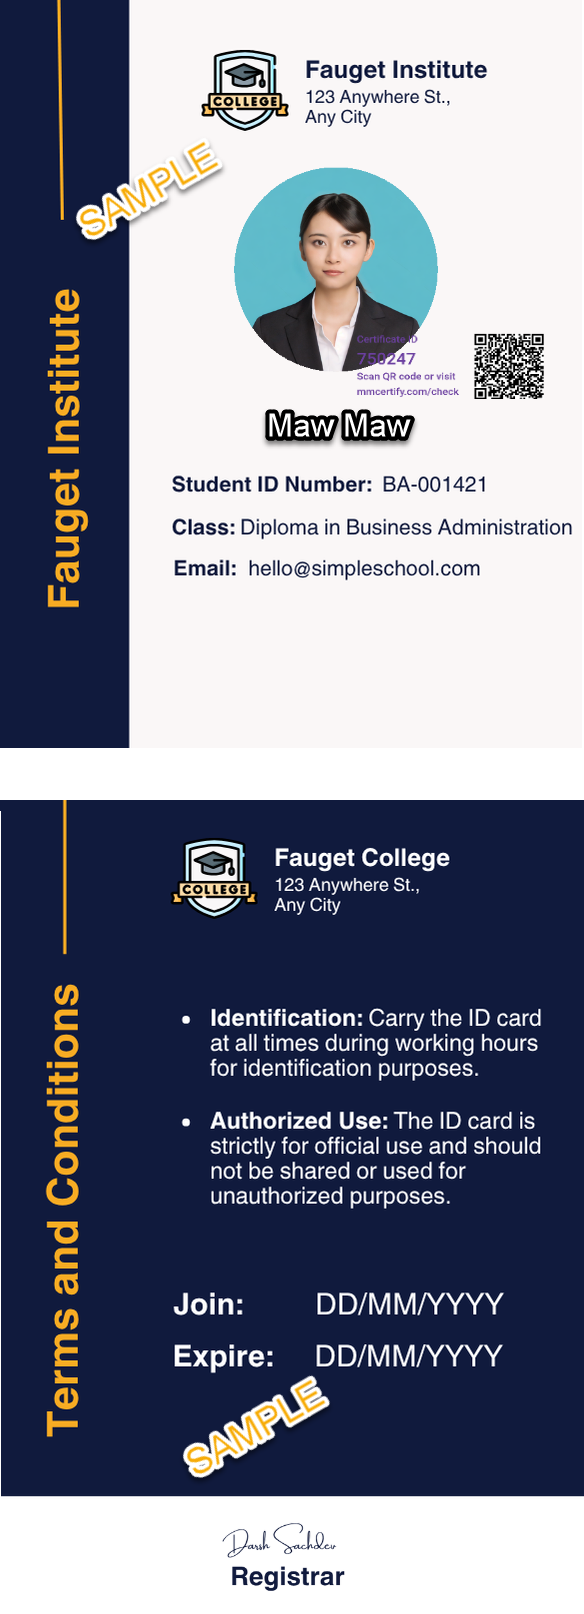 COLLEGE
Fauget Institute
123 Anywhere St.,
Any City
SAMPLE
Fauget Institute
Certificate ID
750247
Scan QR code or visit
mmcertify.com/check
Maw Maw
Student ID Number: BA-001421
Class: Diploma in Business Administration
Email: hello@simpleschool.com
COLLEGE
Fauget College
123 Anywhere St.,
Any City
Terms and Conditions
• Identification: Carry the ID card
at all times during working hours
for identification purposes.
• Authorized Use: The ID card is
strictly for official use and should
not be shared or used for
unauthorized purposes.
Join: DD/MM/YYYY
Expire: DD/MM/YYYY
SAMPLE
Darsh Sachdev
Registrar